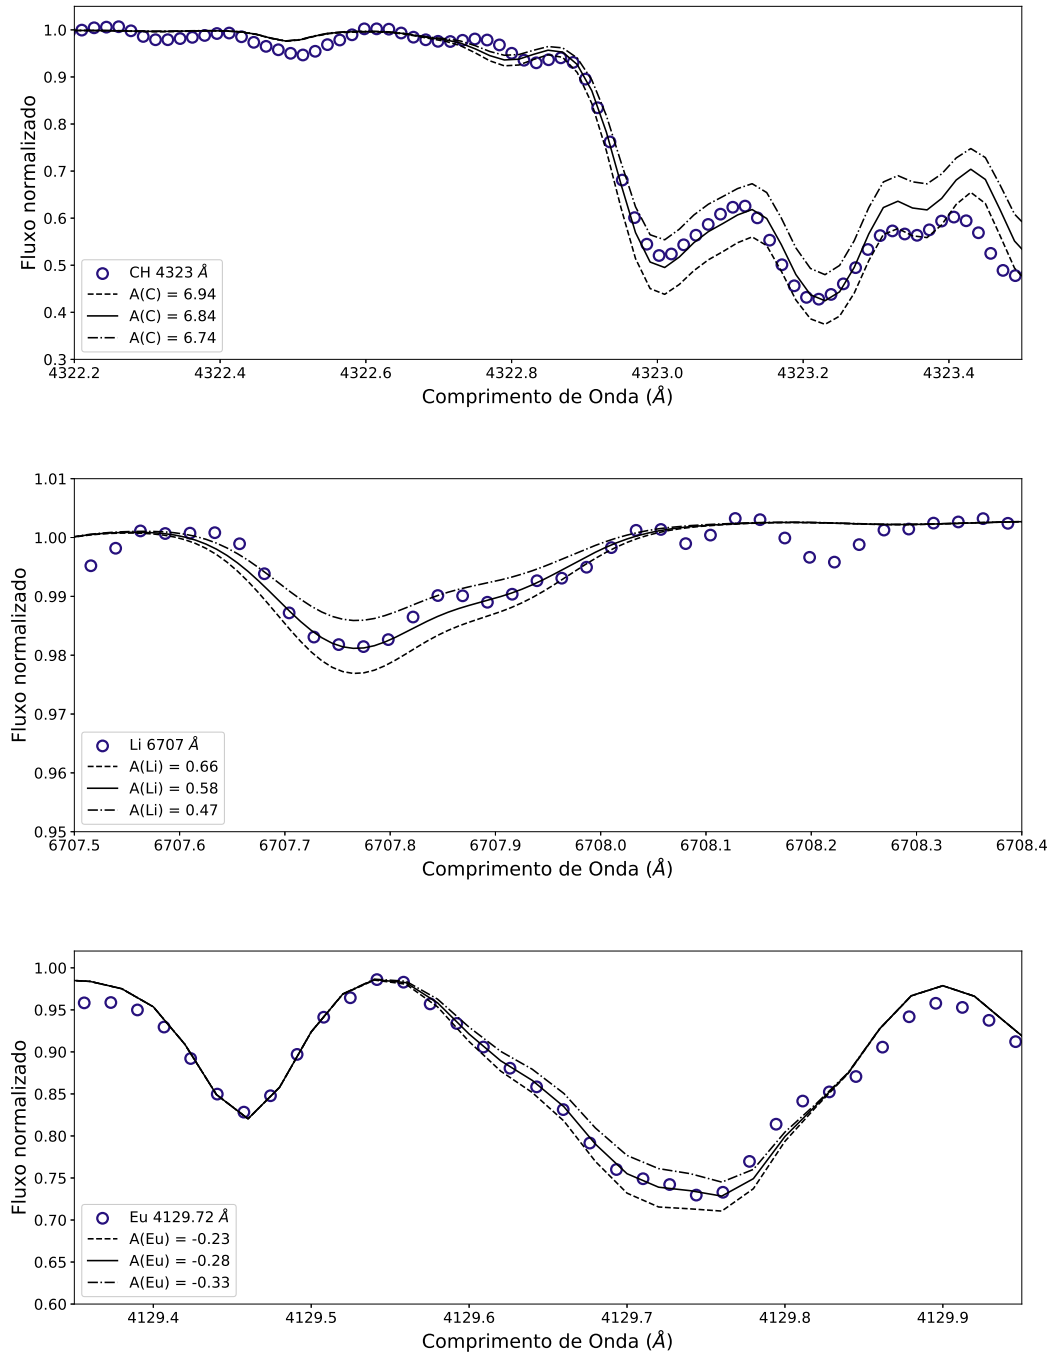 1.0
0.9
0.8
0.7
0.6
0.5
0.4
0.3
Fluxo normalizado
CH 4323 Å
A(C) = 6.94
A(C) = 6.84
A(C) = 6.74
4322.2 4322.4 4322.6 4322.8 4323.0 4323.2 4323.4
Comprimento de Onda (Å)
1.01
1.00
0.99
0.98
0.97
0.96
0.95
Fluxo normalizado
Li 6707 Å
A(Li) = 0.66
A(Li) = 0.58
A(Li) = 0.47
6707.5 6707.6 6707.7 6707.8 6707.9 6708.0 6708.1 6708.2 6708.3 6708.4
Comprimento de Onda (Å)
1.00
0.95
0.90
0.85
0.80
0.75
0.70
0.65
0.60
Fluxo normalizado
Eu 4129.72 Å
A(Eu) = -0.23
A(Eu) = -0.28
A(Eu) = -0.33
4129.4 4129.5 4129.6 4129.7 4129.8 4129.9
Comprimento de Onda (Å)